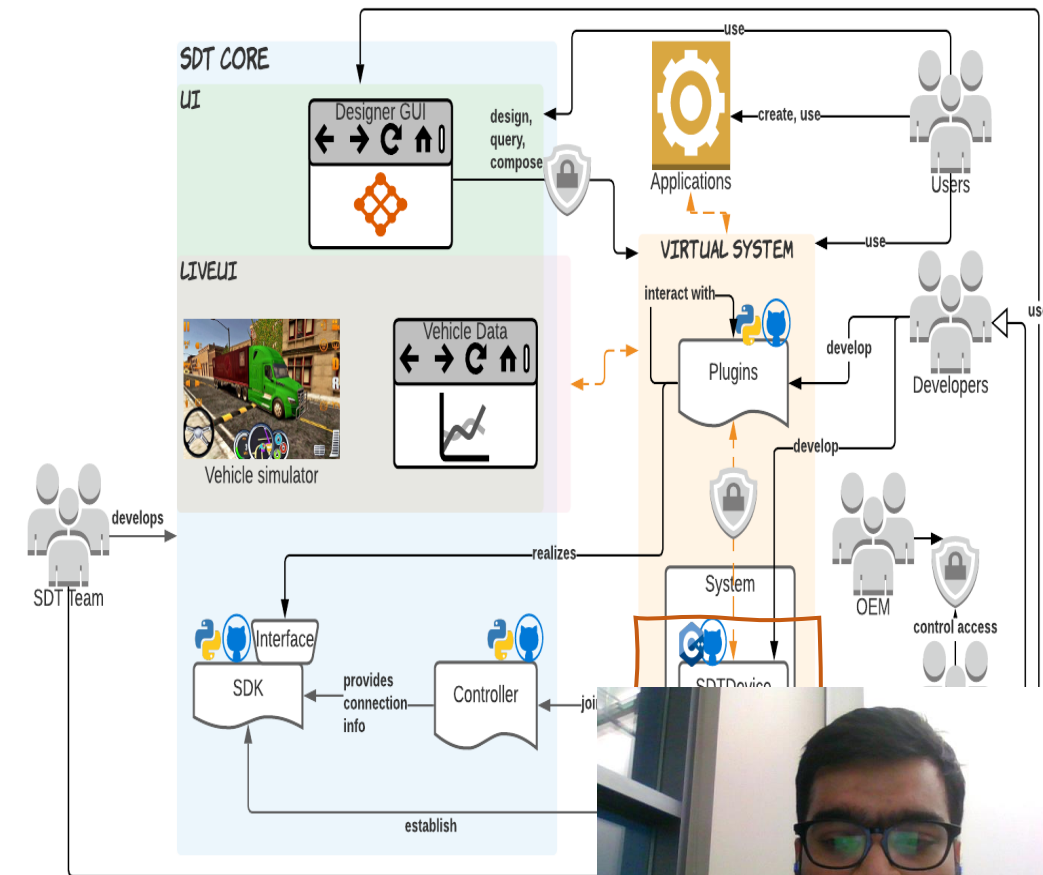 SDT CORE
UI
Designer GUI
design,
query,
compose
use
create, use
Applications
Users
use
VIRTUAL SYSTEM
LIVEUI
interact with
Vehicle Data
Plugins
develop
Developers
develop
Vehicle simulator
develops
SDT Team
realizes
System
OEM
control access
Interface
SDK
provides
connection
info
Controller
SDTDevice
establish